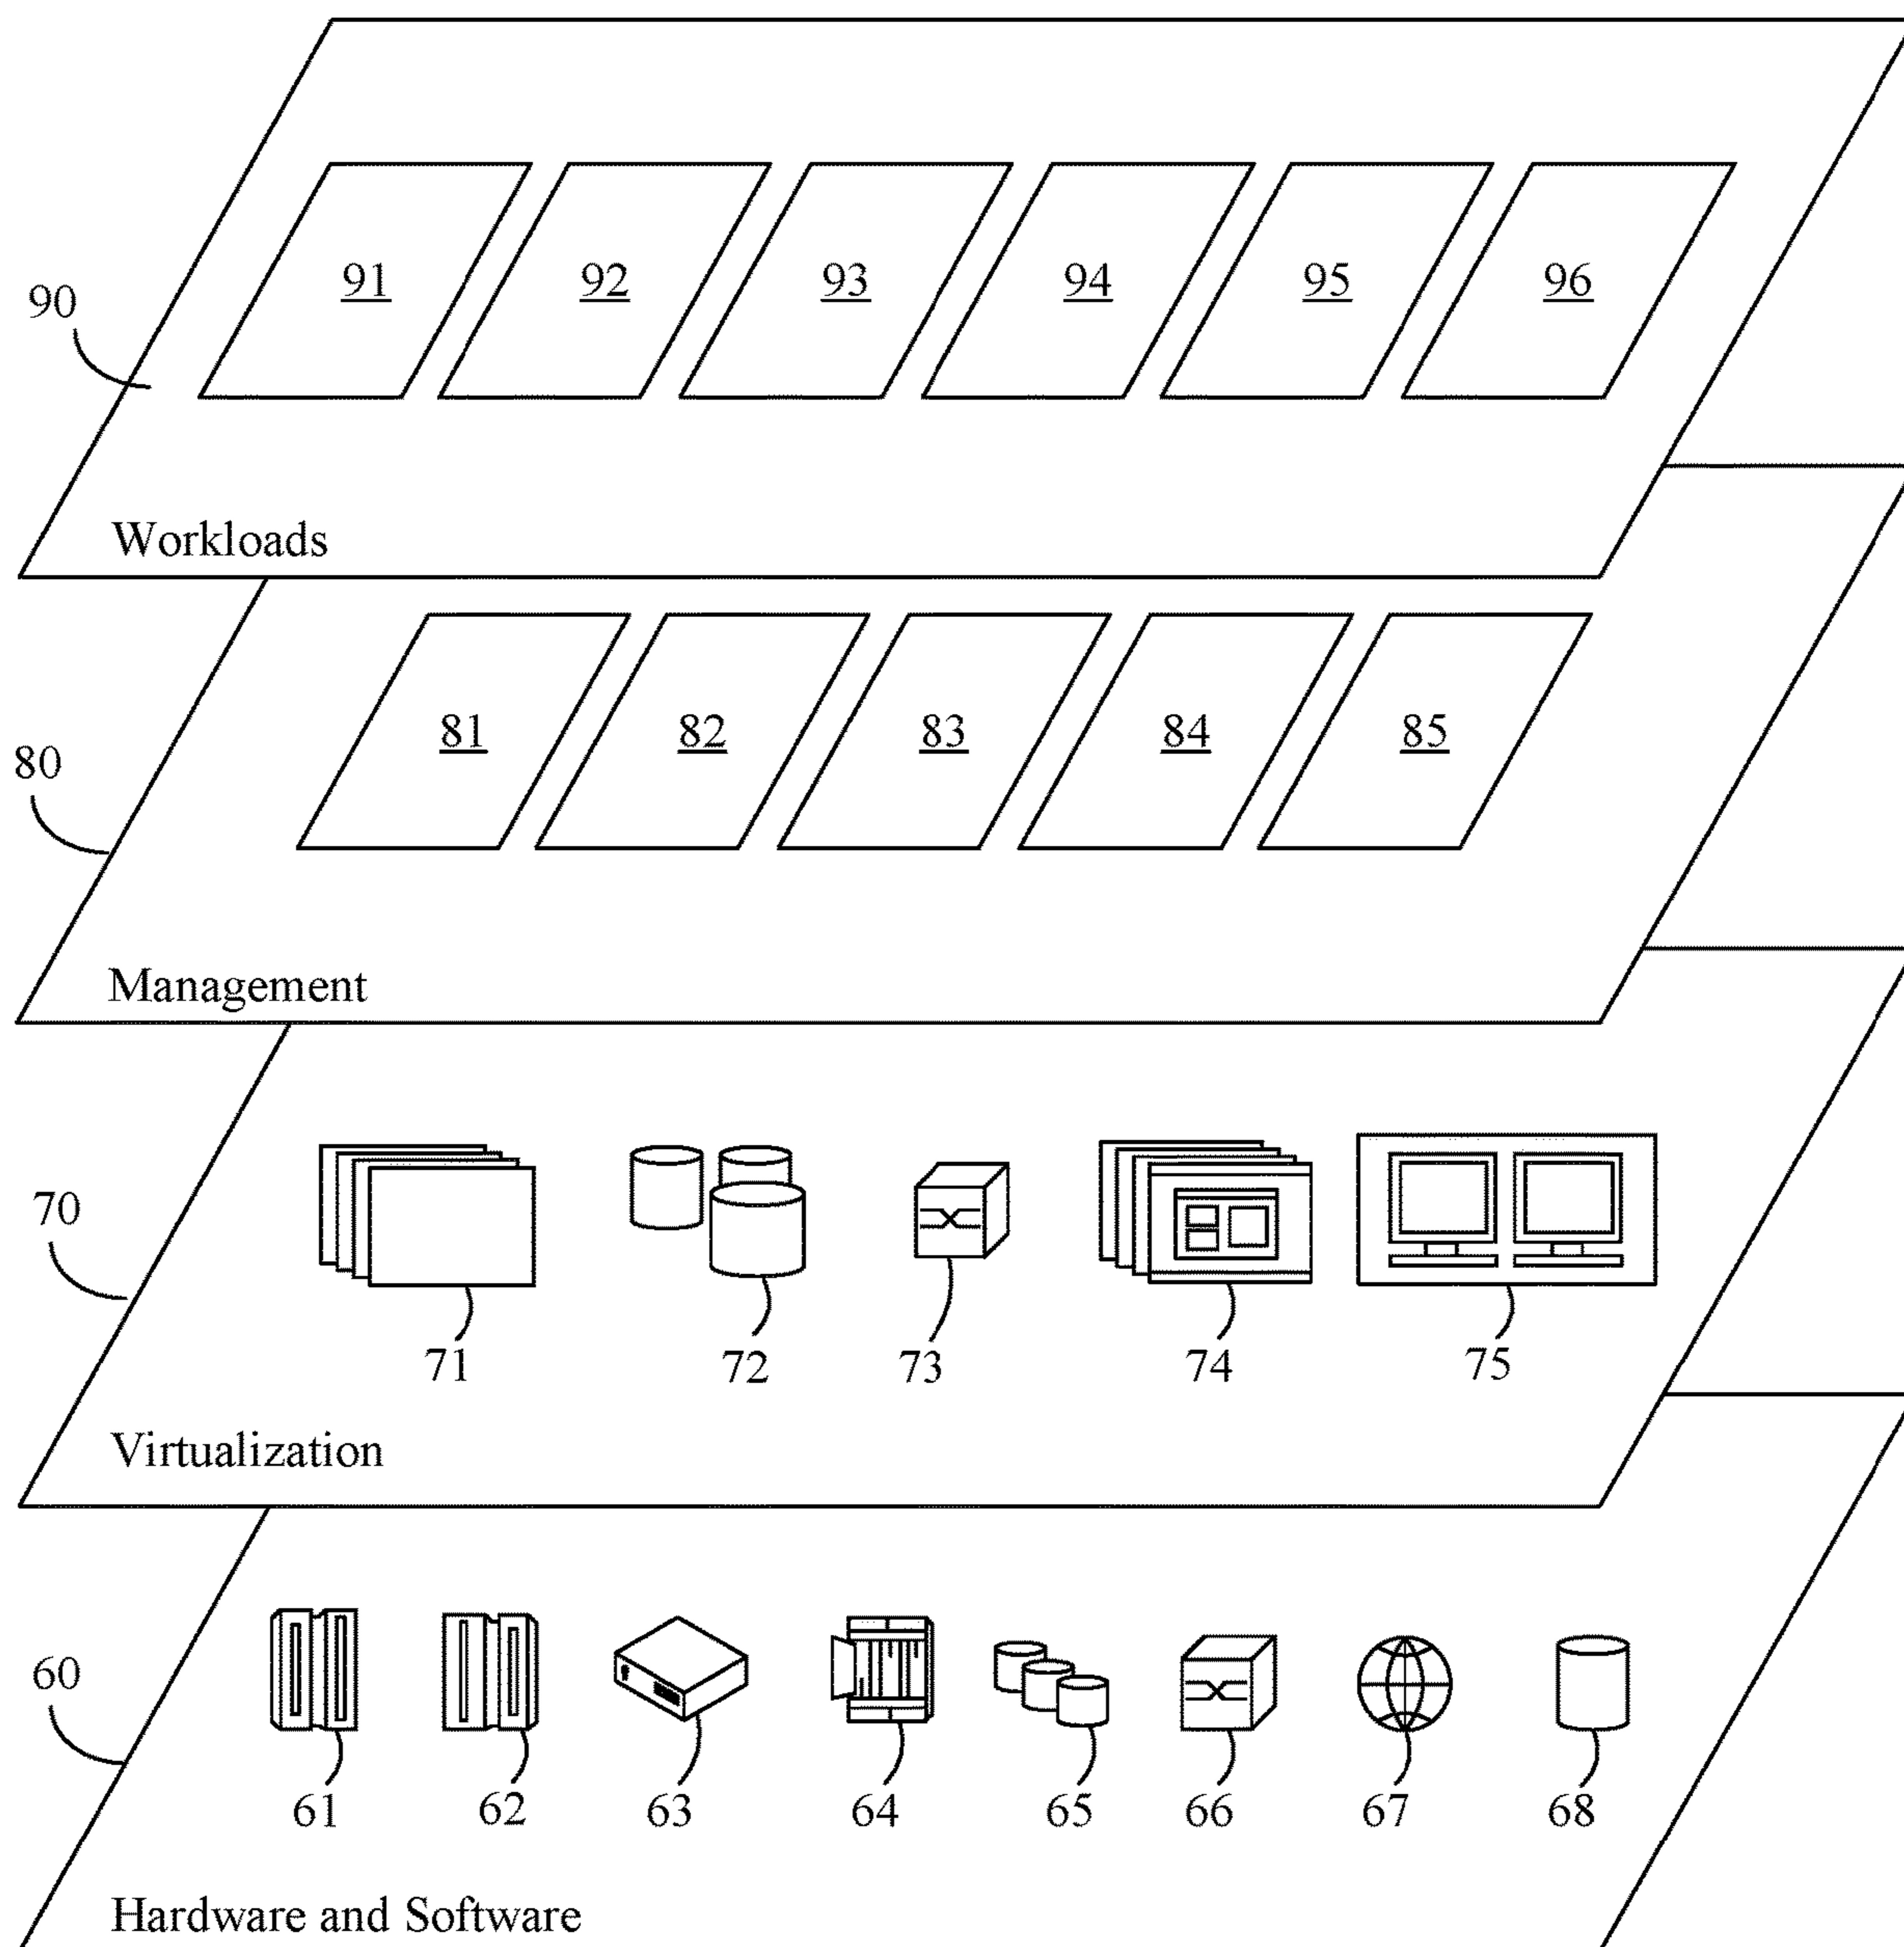 91 92 93 94 95 96
90
Workloads
81 82 83 84 85
80
Management
70
71 72 73 74 75
Virtualization
60
61 62 63 64 65 66 67 68
Hardware and Software